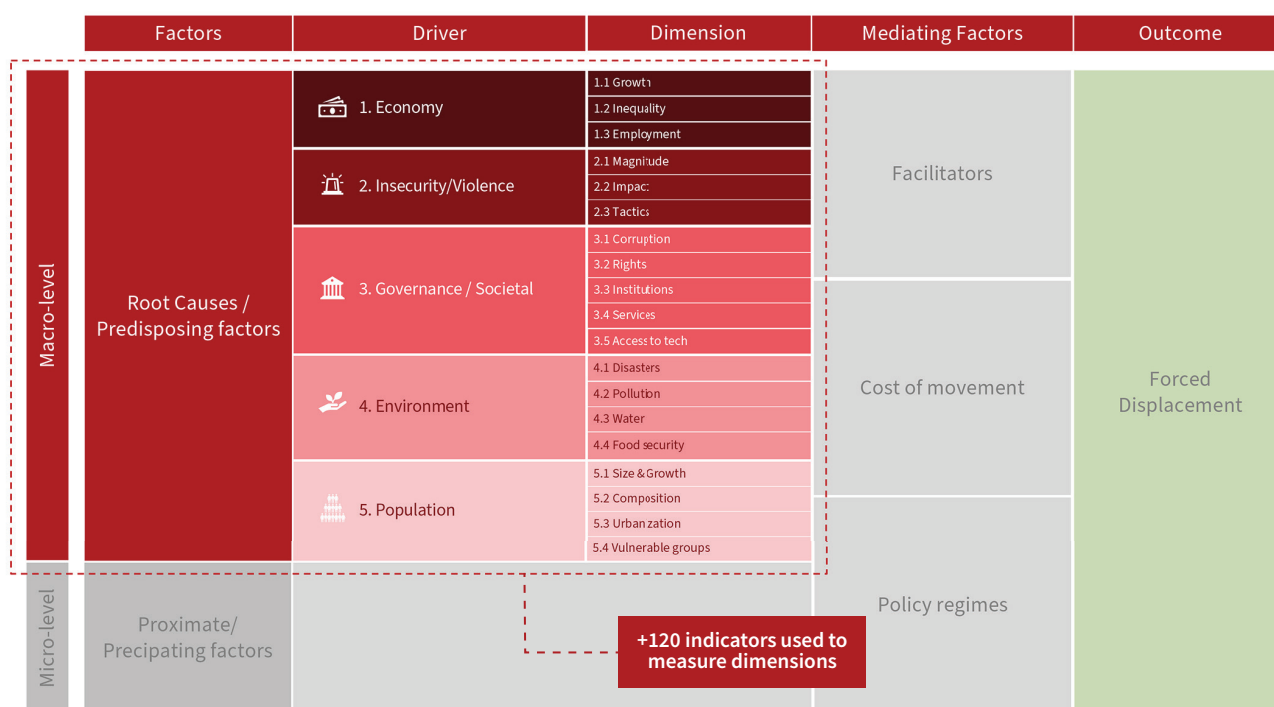 Factors
Driver
Dimension
Mediating Factors
Outcome
Macro-level
Root Causes /
Predisposing factors
1. Economy
1.1 Growth
1.2 Inequality
1.3 Employment
2. Insecurity/Violence
2.1 Magnitude
2.2 Impact
2.3 Tactics
3. Governance / Societal
3.1 Corruption
3.2 Rights
3.3 Institutions
3.4 Services
3.5 Access to tech
4. Environment
4.1 Disasters
4.2 Pollution
4.3 Water
4.4 Food security
5. Population
5.1 Size & Growth
5.2 Composition
5.3 Urbanization
5.4 Vulnerable groups
Facilitators
Cost of movement
Policy regimes
Forced
Displacement
Micro-level
Proximate/
Precipating factors
+120 indicators used to
measure dimensions